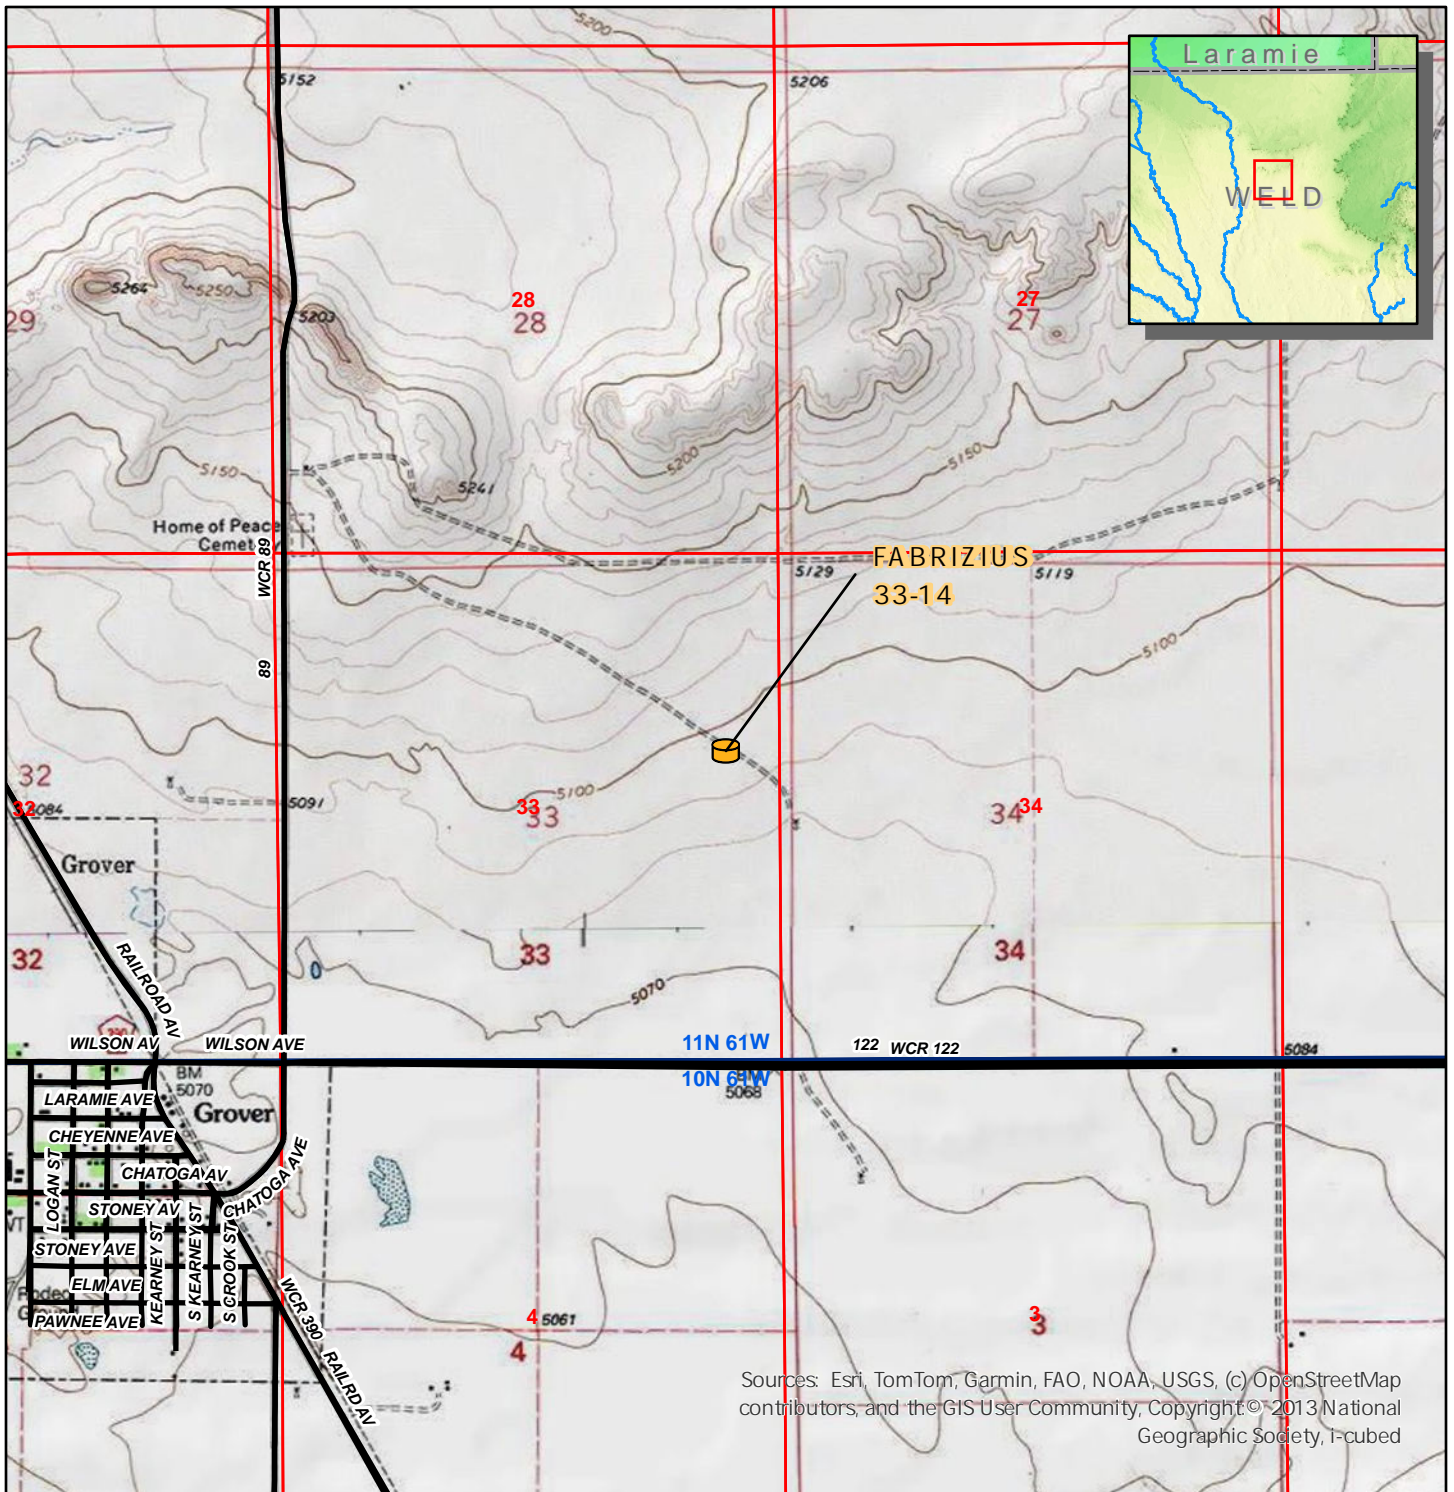 5200
5152
5206
Laramie
WELD
5264
5250
5203
29
28
28
27
27
5150
5241
5200
5150
Home of Peace
Cemet
WCR 89
FABRIZIUS
33-14
5129
5119
89
5100
32
32
5084
5091
5100
33
33
34
34
Grover
32
33
34
RAILROAD AV
5070
WILSON AV
WILSON AVE
11N 61W
122
WCR 122
5084
10N 61W
BM
5070
5068
LARAMIE AVE
Grover
CHEYENNE AVE
CHATOGA AV
CHATOGA AVE
LOGAN ST
STONEY AV
KEARNEY ST
S KEARNEY ST
S CROOK ST
STONEY AVE
ELM AVE
Rodeo
PAWNEE AVE
WCR 390
RAILRD AV
4
5061
4
3
3
Sources: Esri, TomTom, Garmin, FAO, NOAA, USGS, (c) OpenStreetMap
contributors, and the GIS User Community, Copyright:© 2013 National
Geographic Society, i-cubed